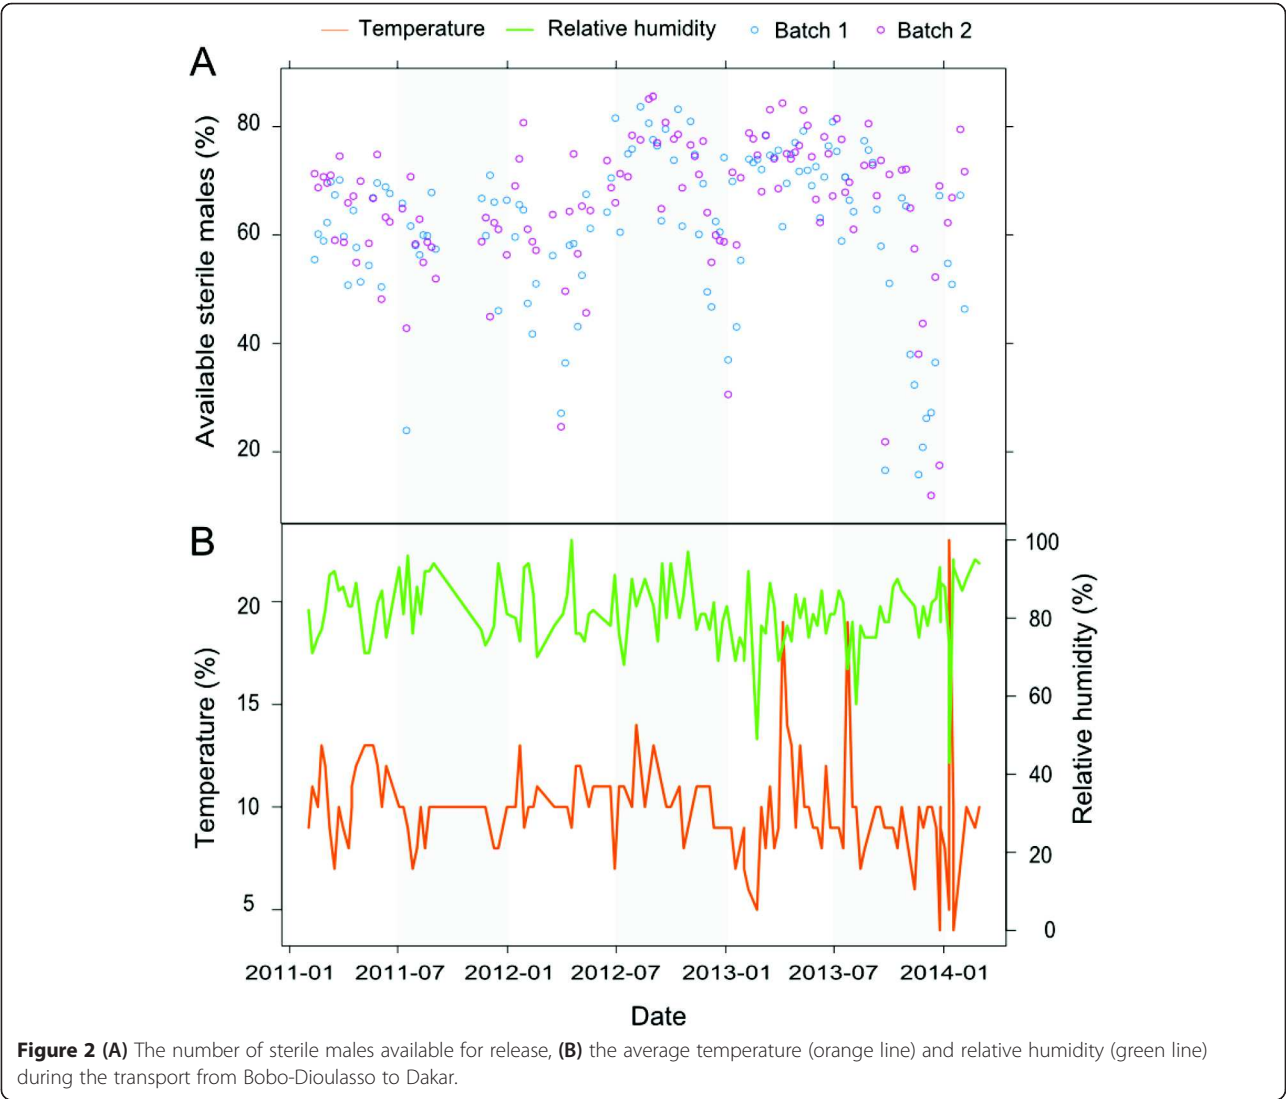 Temperature Relative humidity Batch 1 Batch 2
A
Available sterile males (%)
80
60
40
20
B
Temperature (%)
20
15
10
5
Relative humidity (%)
100
80
60
40
20
0
2011-01 2011-07 2012-01 2012-07 2013-01 2013-07 2014-01
Date
Figure 2 (A) The number of sterile males available for release, (B) the average temperature (orange line) and relative humidity (green line)
during the transport from Bobo-Dioulasso to Dakar.